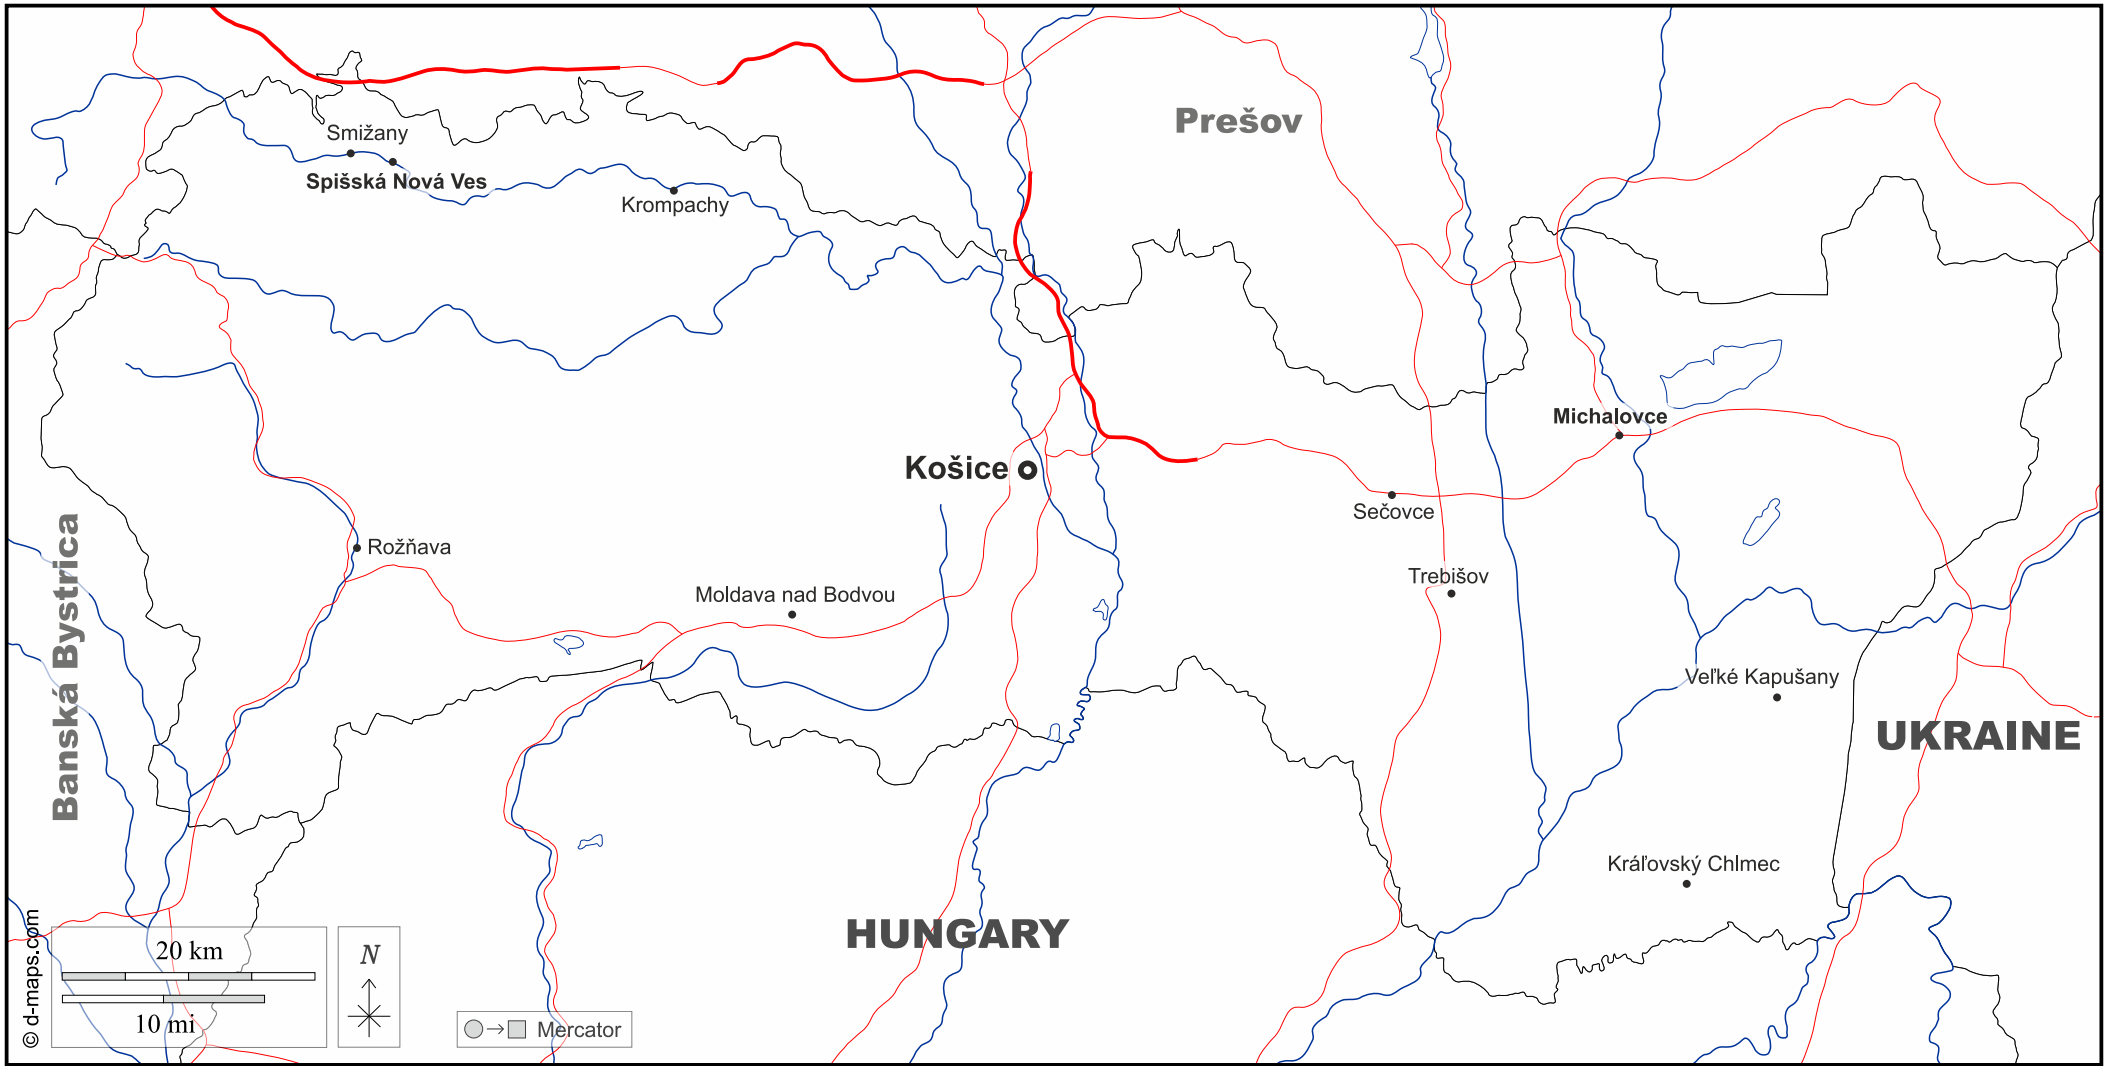 Prešov
Smižany
Spišská Nová Ves
Krompachy
Michalovce
Košice
Sečovce
Rožňava
Trebišov
Moldava nad Bodvou
Banská Bystrica
Veľké Kapušany
UKRAINE
Kráľovský Chlmec
HUNGARY
© d-maps.com
20 km
10 mi
N
Mercator